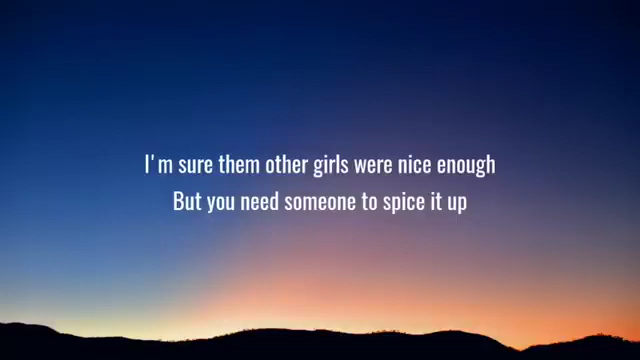 I'm sure them other girls were nice enough
But you need someone to spice it up